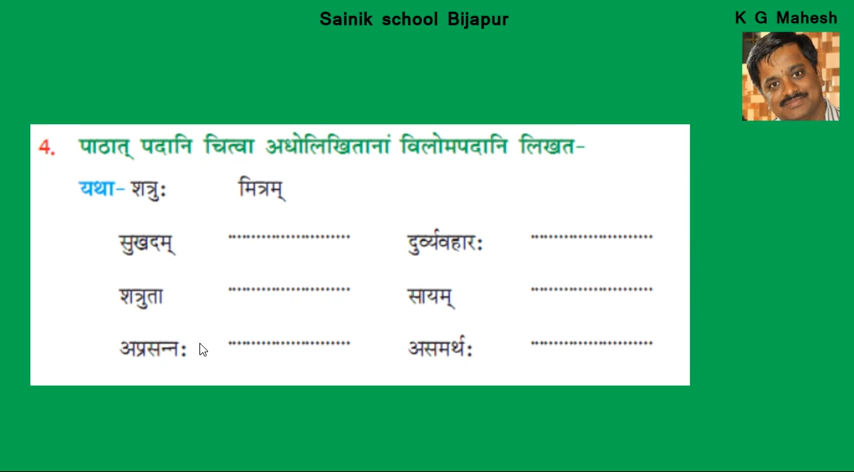 Sainik school Bijapur
K G Mahesh
4. पाठात् पदानि चित्वा अधोलिखितानां विलोमपदानि लिखत-
यथा- शत्रु: मित्रम्
सुखदम् ........................ दुर्व्यवहार: ........................
शत्रुता ........................ सायम् ........................
अप्रसन्न: ........................ असमर्थ: ........................